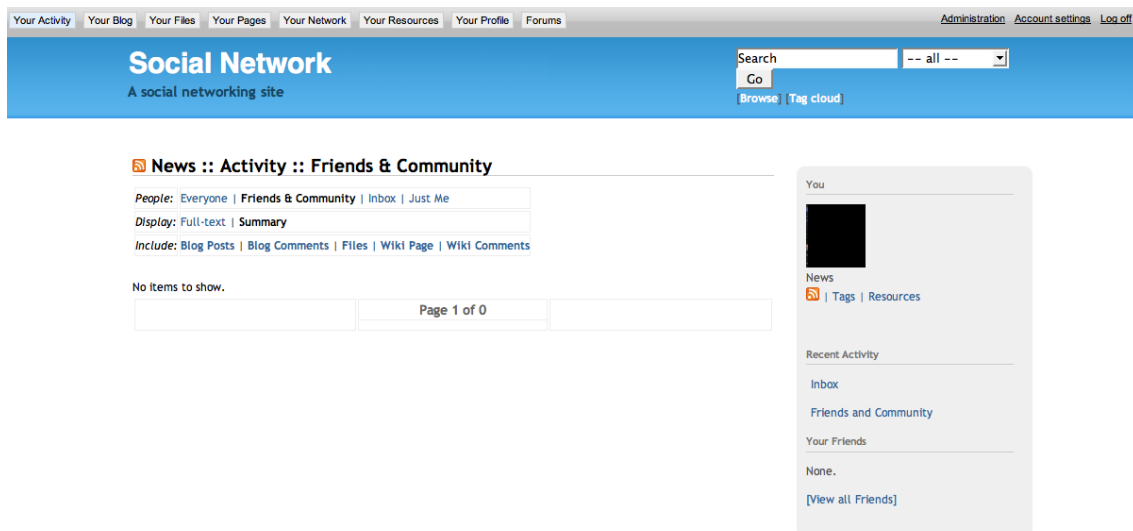 Your Activity Your Blog Your Files Your Pages Your Network Your Resources Your Profile Forums Administration Account settings Log off
Social Network
A social networking site
Search -- all --
Go
[Browse] [Tag cloud]
News :: Activity :: Friends & Community
People: Everyone | Friends & Community | Inbox | Just Me
Display: Full-text | Summary
Include: Blog Posts | Blog Comments | Files | Wiki Page | Wiki Comments
No items to show.
Page 1 of 0
You
News
| Tags | Resources
Recent Activity
Inbox
Friends and Community
Your Friends
None.
[View all Friends]